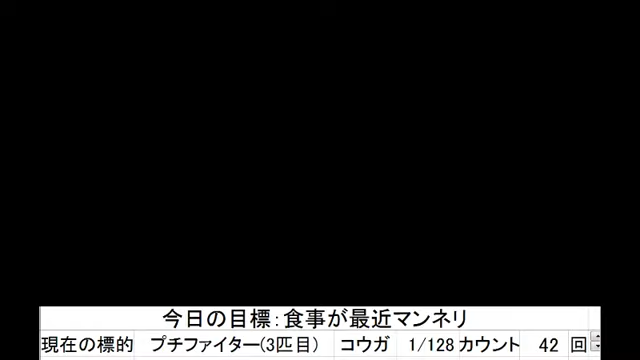 今日の目標：食事が最近マンネリ
現在の標的 プチファイター(3匹目) コウガ 1/128 カウント 42 回